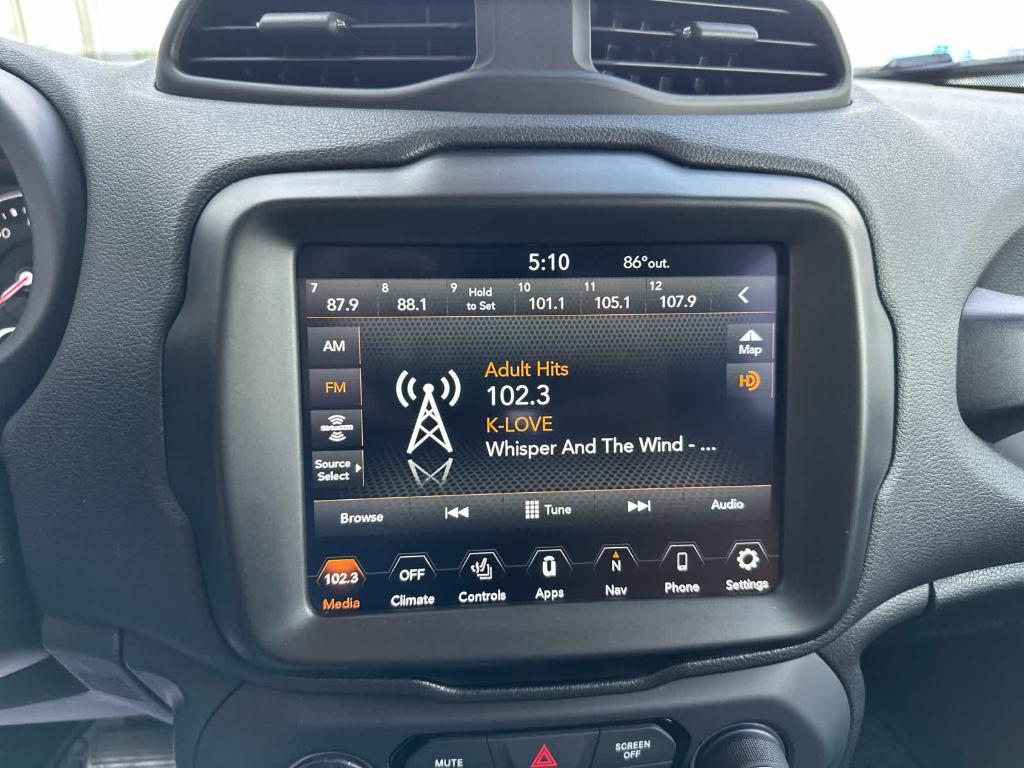 5:10 86°out.
7 87.9 8 88.1 9 Hold to Set 10 101.1 11 105.1 12 107.9
AM
Map
FM
HD
Adult Hits
102.3
K-LOVE
Whisper And The Wind - ...
SiriusXM
Source
Select
Browse Tune Audio
102.3 OFF N
Media Climate Controls Apps Nav Phone Settings
MUTE
SCREEN
OFF